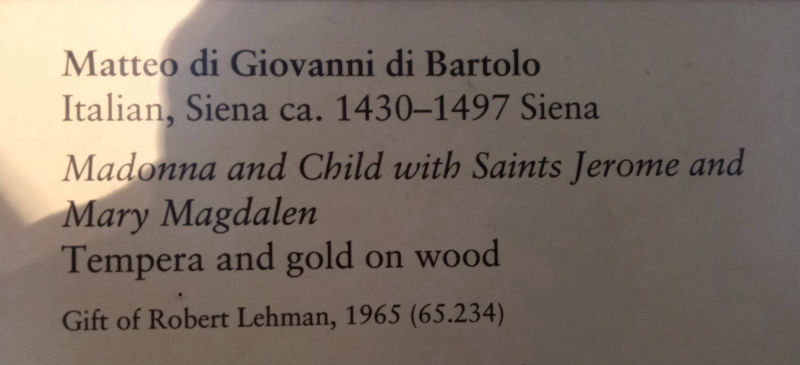 Matteo di Giovanni di Bartolo
Italian, Siena ca. 1430–1497 Siena
Madonna and Child with Saints Jerome and
Mary Magdalen
Tempera and gold on wood
Gift of Robert Lehman, 1965 (65.234)